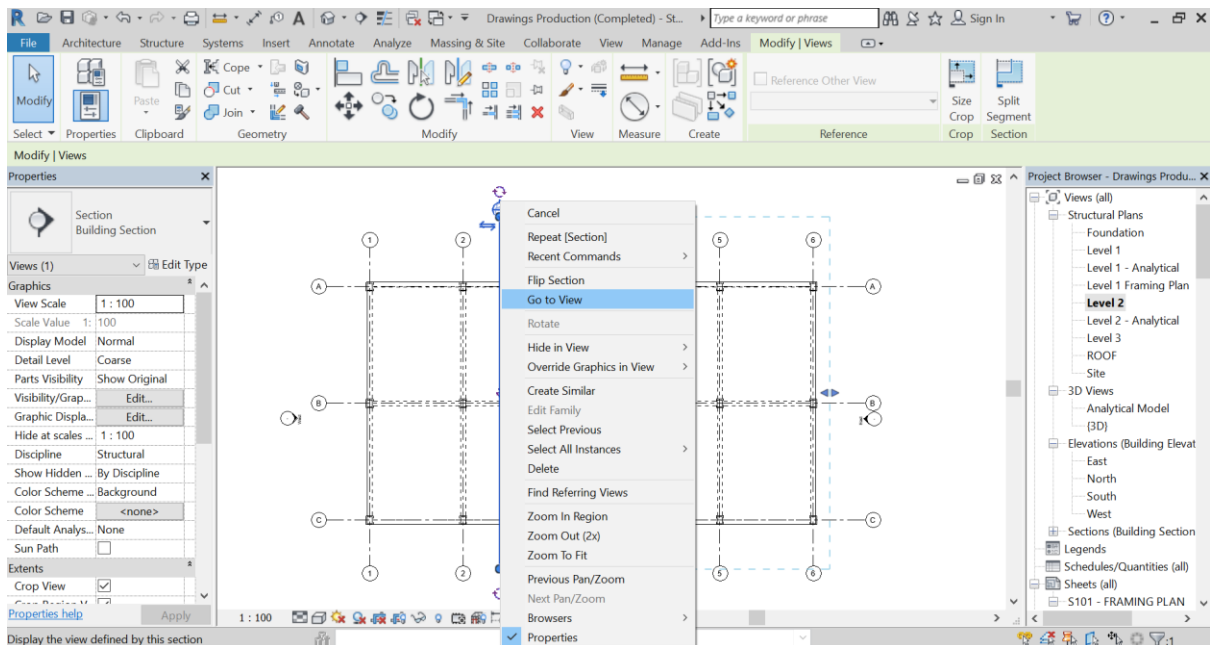 Drawings Production (Completed) - St...
Type a keyword or phrase
Sign In
File Architecture Structure Systems Insert Annotate Analyze Massing & Site Collaborate View Manage Add-Ins Modify | Views
Modify
Paste
Cope
Cut
Join
Reference Other View
Size Crop
Split Segment
Select Properties Clipboard Geometry Modify View Measure Create Reference Crop Section
Modify | Views
Properties
Section
Building Section
Views (1) Edit Type
Graphics
View Scale 1 : 100
Scale Value 1: 100
Display Model Normal
Detail Level Coarse
Parts Visibility Show Original
Visibility/Grap... Edit...
Graphic Displa... Edit...
Hide at scales ... 1 : 100
Discipline Structural
Show Hidden ... By Discipline
Color Scheme ... Background
Color Scheme <none>
Default Analys... None
Sun Path
Extents
Crop View
Properties help Apply
Display the view defined by this section
1 2 5 6
A A
B B
C C
1 2 5 6
1 : 100
Cancel
Repeat [Section]
Recent Commands
Flip Section
Go to View
Rotate
Hide in View
Override Graphics in View
Create Similar
Edit Family
Select Previous
Select All Instances
Delete
Find Referring Views
Zoom In Region
Zoom Out (2x)
Zoom To Fit
Previous Pan/Zoom
Next Pan/Zoom
Browsers
Properties
Project Browser - Drawings Produ...
Views (all)
Structural Plans
Foundation
Level 1
Level 1 - Analytical
Level 1 Framing Plan
Level 2
Level 2 - Analytical
Level 3
ROOF
Site
3D Views
Analytical Model
{3D}
Elevations (Building Elevat
East
North
South
West
Sections (Building Section
Legends
Schedules/Quantities (all)
Sheets (all)
S101 - FRAMING PLAN
:1